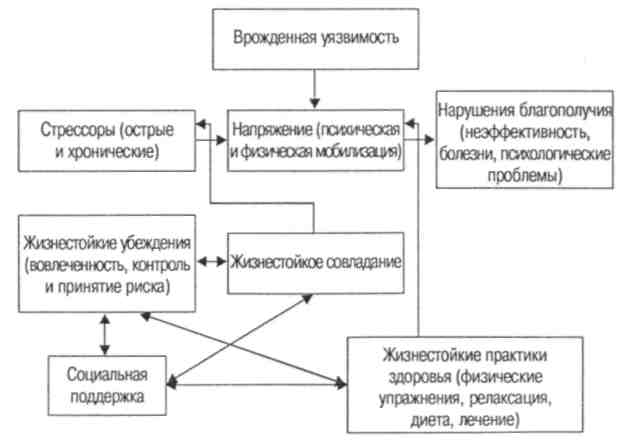 Врожденная уязвимость
Стрессоры (острые
и хронические)
Напряжение (психическая
и физическая мобилизация)
Нарушения благополучия
(неэффективность,
болезни, психологические
проблемы)
Жизнестойкие убеждения
(вовлеченность, контроль
и принятие риска)
Жизнестойкое совладание
Социальная
поддержка
Жизнестойкие практики
здоровья (физические
упражнения, релаксация,
диета, лечение)